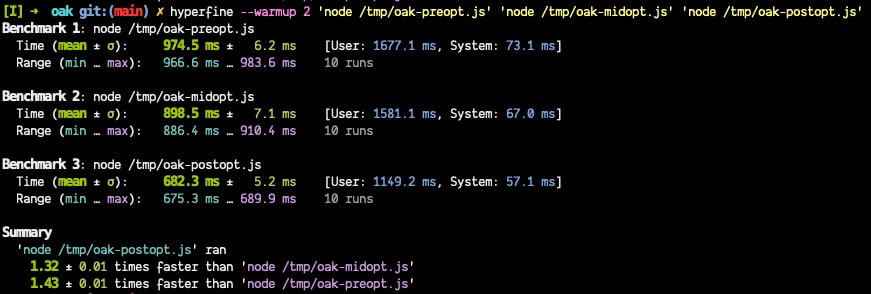 [I] → oak git:(main) ✗ hyperfine --warmup 2 'node /tmp/oak-preopt.js' 'node /tmp/oak-midopt.js' 'node /tmp/oak-postopt.js'
Benchmark 1: node /tmp/oak-preopt.js
  Time (mean ± σ):     974.5 ms ±   6.2 ms    [User: 1677.1 ms, System: 73.1 ms]
  Range (min … max):   966.6 ms … 983.6 ms    10 runs

Benchmark 2: node /tmp/oak-midopt.js
  Time (mean ± σ):     898.5 ms ±   7.1 ms    [User: 1581.1 ms, System: 67.0 ms]
  Range (min … max):   886.4 ms … 910.4 ms    10 runs

Benchmark 3: node /tmp/oak-postopt.js
  Time (mean ± σ):     682.3 ms ±   5.2 ms    [User: 1149.2 ms, System: 57.1 ms]
  Range (min … max):   675.3 ms … 689.9 ms    10 runs

Summary
  'node /tmp/oak-postopt.js' ran
    1.32 ± 0.01 times faster than 'node /tmp/oak-midopt.js'
    1.43 ± 0.01 times faster than 'node /tmp/oak-preopt.js'